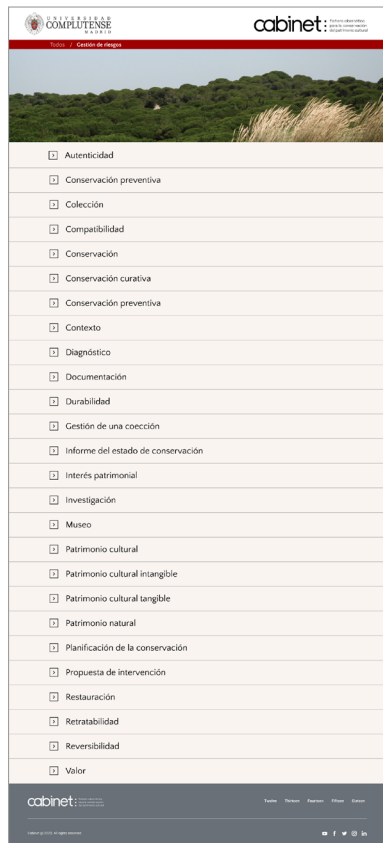 UNIVERSIDAD
COMPLUTENSE
MADRID
cabinet:
Todos / Gestión de riesgos
Autenticidad
Conservación preventiva
Colección
Compatibilidad
Conservación
Conservación curativa
Conservación preventiva
Contexto
Diagnóstico
Documentación
Durabilidad
Gestión de una coección
Informe del estado de conservación
Interés patrimonial
Investigación
Museo
Patrimonio cultural
Patrimonio cultural intangible
Patrimonio cultural tangible
Patrimonio natural
Planificación de la conservación
Propuesta de intervención
Restauración
Retratabilidad
Reversibilidad
Valor
cabinet: